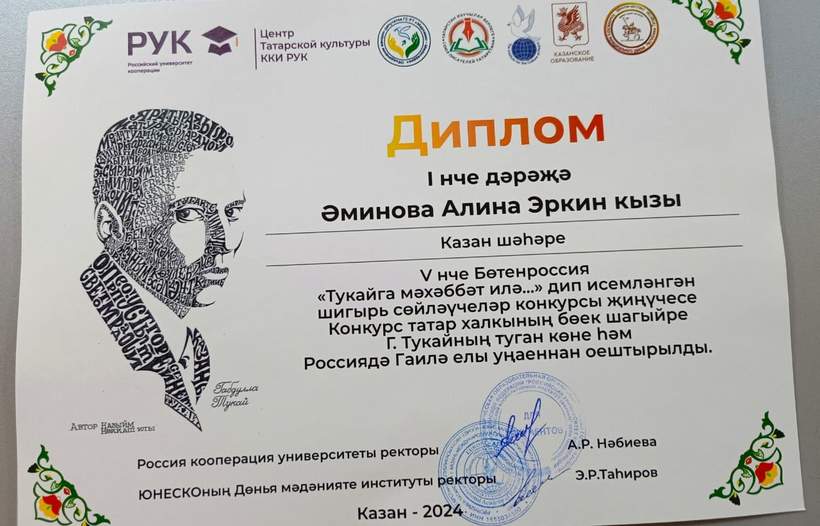 РУК
Российский университет
кооперации
Центр
Татарской культуры
ККИ РУК
КАЗАНСКОЕ
ОБРАЗОВАНИЕ
Диплом
I нче дәрәҗә
Әминова Алина Эркин кызы
Казан шәһәре
V нче Бөтенроссия
«Тукайга мәхәббәт илә...» дип исемләнгән
шигырь сөйләүчеләр конкурсы җиңүчесе
Конкурс татар халкының бөек шагыйре
Г. Тукайның туган көне һәм
Россиядә Гаилә елы уңаеннан оештырылды.
Габдулла
Тукай
Автор
Россия кооперация университеты ректоры
А.Р. Нәбиева
ЮНЕСКОның Дөнья мәдәнияте институты ректоры
Э.Р.Таһиров
Казан - 2024